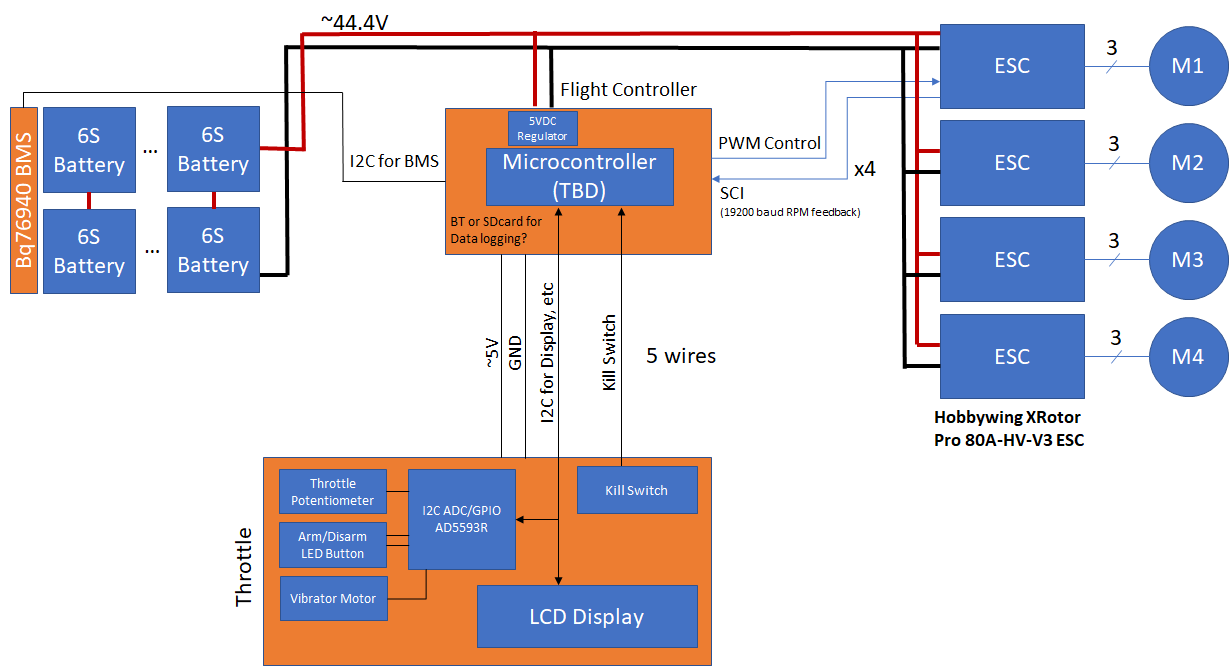 ~44.4V
Flight Controller
Bq76940 BMS
6S
Battery
...
6S
Battery
6S
Battery
...
6S
Battery
I2C for BMS
5VDC
Regulator
Microcontroller
(TBD)
BT or SDcard for
Data logging?
PWM Control
x4
SCI
(19200 baud RPM feedback)
ESC
3
M1
ESC
3
M2
ESC
3
M3
ESC
3
M4
Hobbywing XRotor
Pro 80A-HV-V3 ESC
~5V
GND
I2C for Display, etc
Kill Switch
5 wires
Throttle
Throttle
Potentiometer
Arm/Disarm
LED Button
Vibrator Motor
I2C ADC/GPIO
AD5593R
Kill Switch
LCD Display